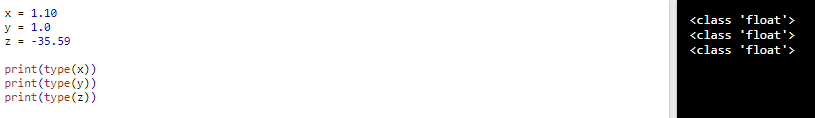 x = 1.10
y = 1.0
z = -35.59
print(type(x))
print(type(y))
print(type(z))
<class 'float'>
<class 'float'>
<class 'float'>